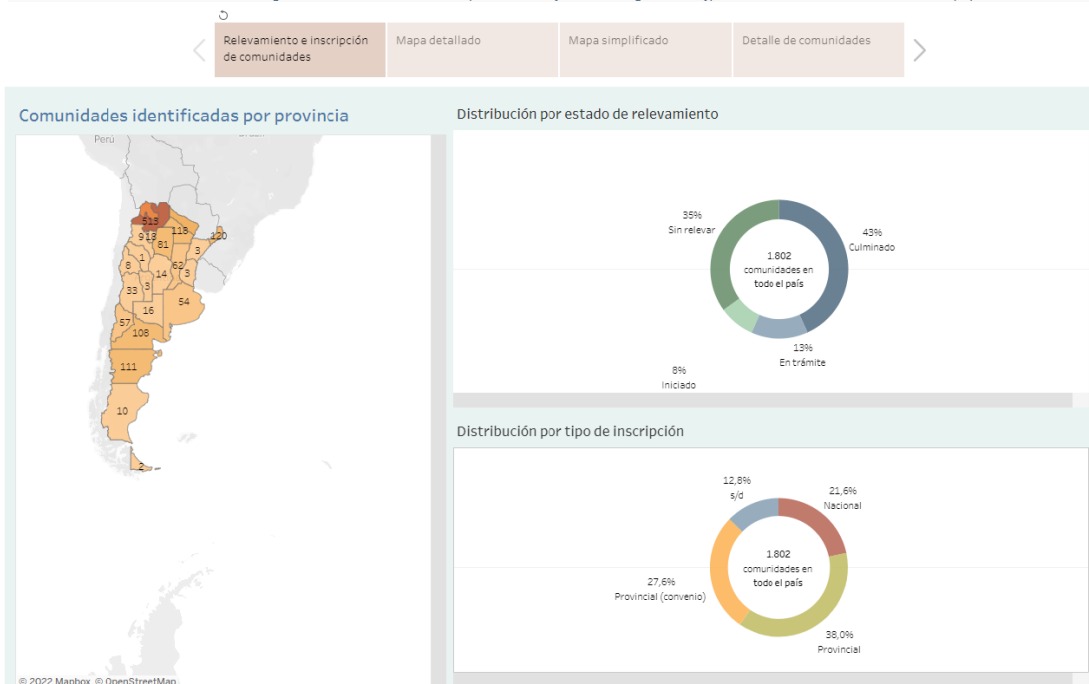 Relevamiento e inscripción
de comunidades
Mapa detallado
Mapa simplificado
Detalle de comunidades
Comunidades identificadas por provincia
Perú
513
118
120
81
3
1
8
62
14
3
33
3
54
16
57
108
111
10
2
© 2022 Mapbox © OpenStreetMap
Distribución por estado de relevamiento
35%
Sin relevar
43%
Culminado
1.802
comunidades en
todo el país
13%
En trámite
8%
Iniciado
Distribución por tipo de inscripción
12,8%
s/d
21,6%
Nacional
1.802
comunidades en
todo el país
27,6%
Provincial (convenio)
38,0%
Provincial